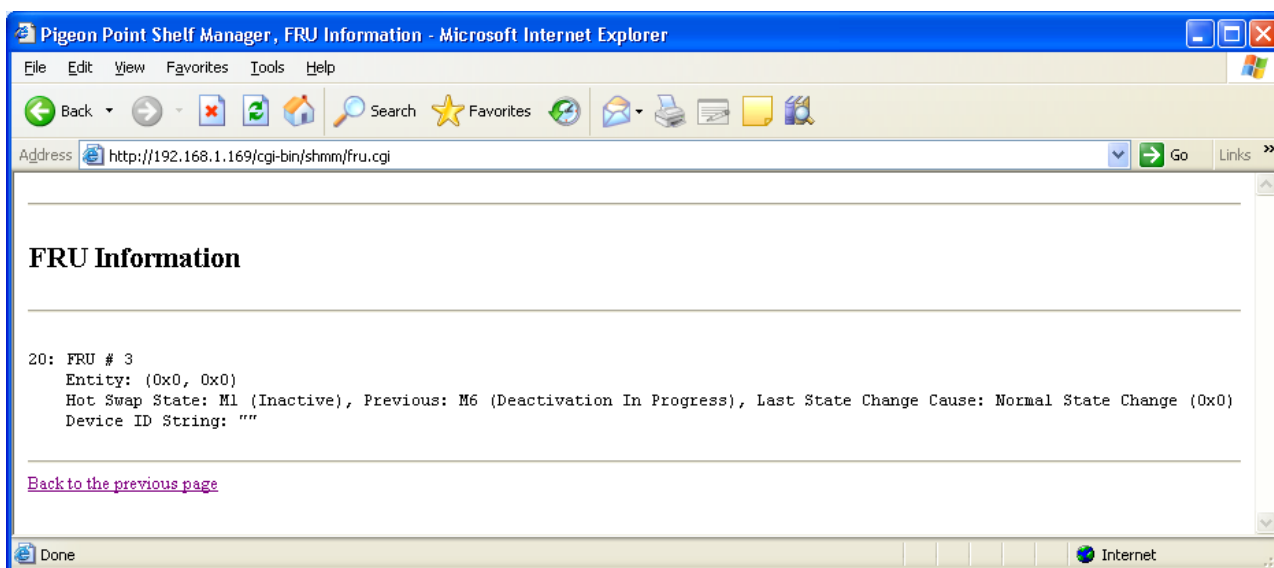 Pigeon Point Shelf Manager, FRU Information - Microsoft Internet Explorer
File Edit View Favorites Tools Help
Back Search Favorites
Address http://192.168.1.169/cgi-bin/shmm/fru.cgi Go Links »
FRU Information
20: FRU # 3
Entity: (0x0, 0x0)
Hot Swap State: M1 (Inactive), Previous: M6 (Deactivation In Progress), Last State Change Cause: Normal State Change (0x0)
Device ID String: ""
Back to the previous page
Done Internet